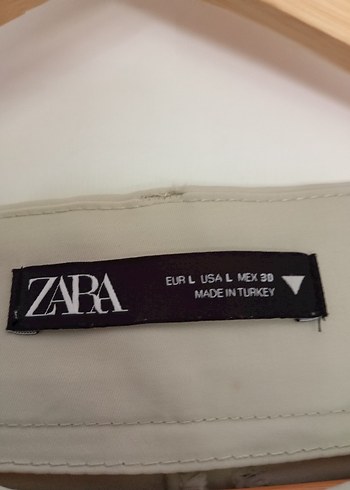 ZARA
EUR L USA L MEX 30
MADE IN TURKEY